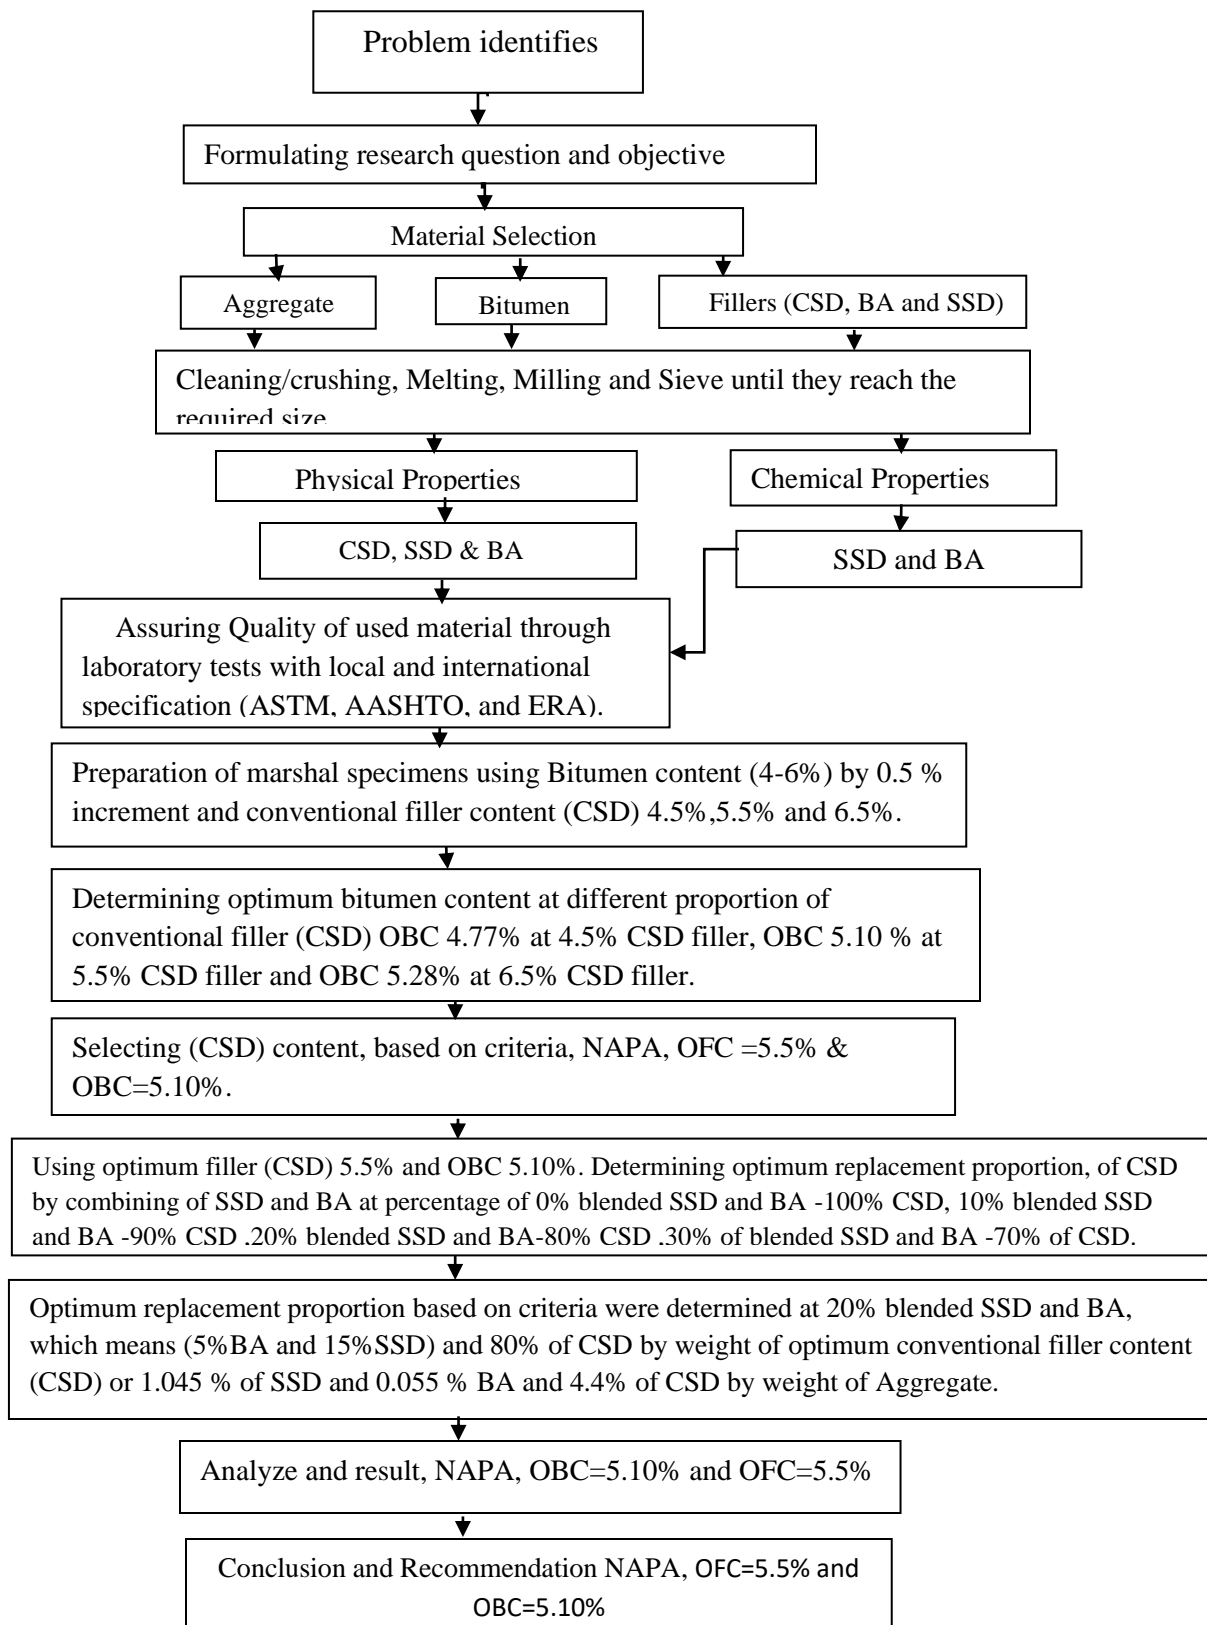 Problem identifies
Formulating research question and objective
Material Selection
Aggregate
Bitumen
Fillers (CSD, BA and SSD)
Cleaning/crushing, Melting, Milling and Sieve until they reach the
required size
Physical Properties
Chemical Properties
CSD, SSD & BA
SSD and BA
Assuring Quality of used material through
laboratory tests with local and international
specification (ASTM, AASHTO, and ERA).
Preparation of marshal specimens using Bitumen content (4-6%) by 0.5 %
increment and conventional filler content (CSD) 4.5%,5.5% and 6.5%.
Determining optimum bitumen content at different proportion of
conventional filler (CSD) OBC 4.77% at 4.5% CSD filler, OBC 5.10 % at
5.5% CSD filler and OBC 5.28% at 6.5% CSD filler.
Selecting (CSD) content, based on criteria, NAPA, OFC =5.5% &
OBC=5.10%.
Using optimum filler (CSD) 5.5% and OBC 5.10%. Determining optimum replacement proportion, of CSD
by combining of SSD and BA at percentage of 0% blended SSD and BA -100% CSD, 10% blended SSD
and BA -90% CSD .20% blended SSD and BA-80% CSD .30% of blended SSD and BA -70% of CSD.
Optimum replacement proportion based on criteria were determined at 20% blended SSD and BA,
which means (5%BA and 15%SSD) and 80% of CSD by weight of optimum conventional filler content
(CSD) or 1.045 % of SSD and 0.055 % BA and 4.4% of CSD by weight of Aggregate.
Analyze and result, NAPA, OBC=5.10% and OFC=5.5%
Conclusion and Recommendation NAPA, OFC=5.5% and
OBC=5.10%